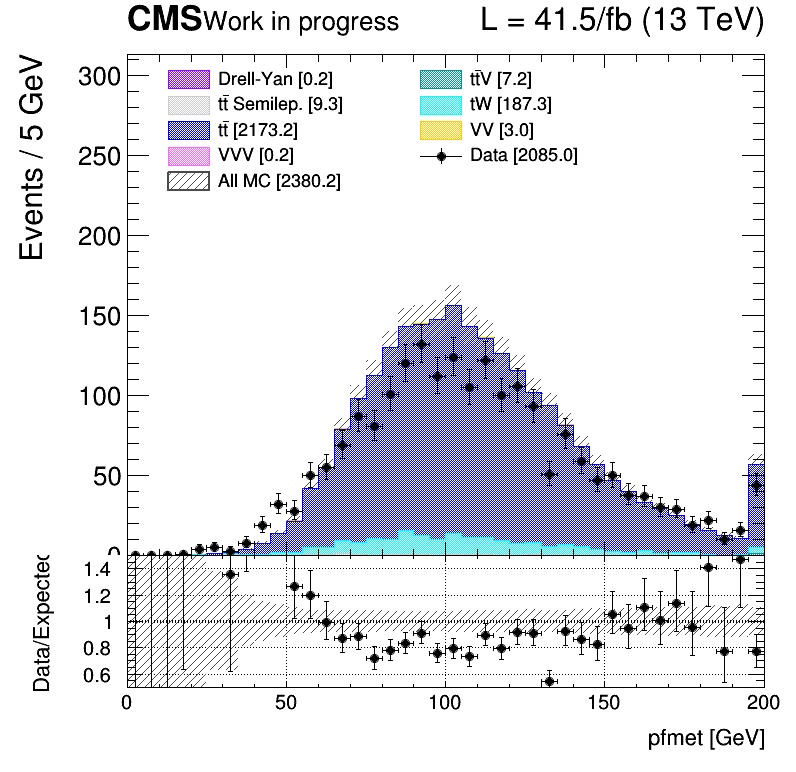 CMS Work in progress L = 41.5/fb (13 TeV)
Events / 5 GeV
300
250
200
150
100
50
0
Drell-Yan [0.2]
tt̄ Semilep. [9.3]
tt̄ [2173.2]
VVV [0.2]
All MC [2380.2]
tt̄V [7.2]
tW [187.3]
VV [3.0]
Data [2085.0]
Data/Expected
1.4
1.2
1
0.8
0.6
0 50 100 150 200
pfmet [GeV]